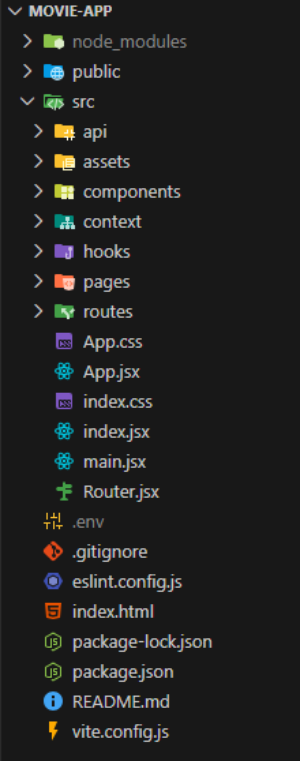 MOVIE-APP
node_modules
public
src
api
assets
components
context
hooks
pages
routes
App.css
App.jsx
index.css
index.jsx
main.jsx
Router.jsx
.env
.gitignore
eslint.config.js
index.html
package-lock.json
package.json
README.md
vite.config.js